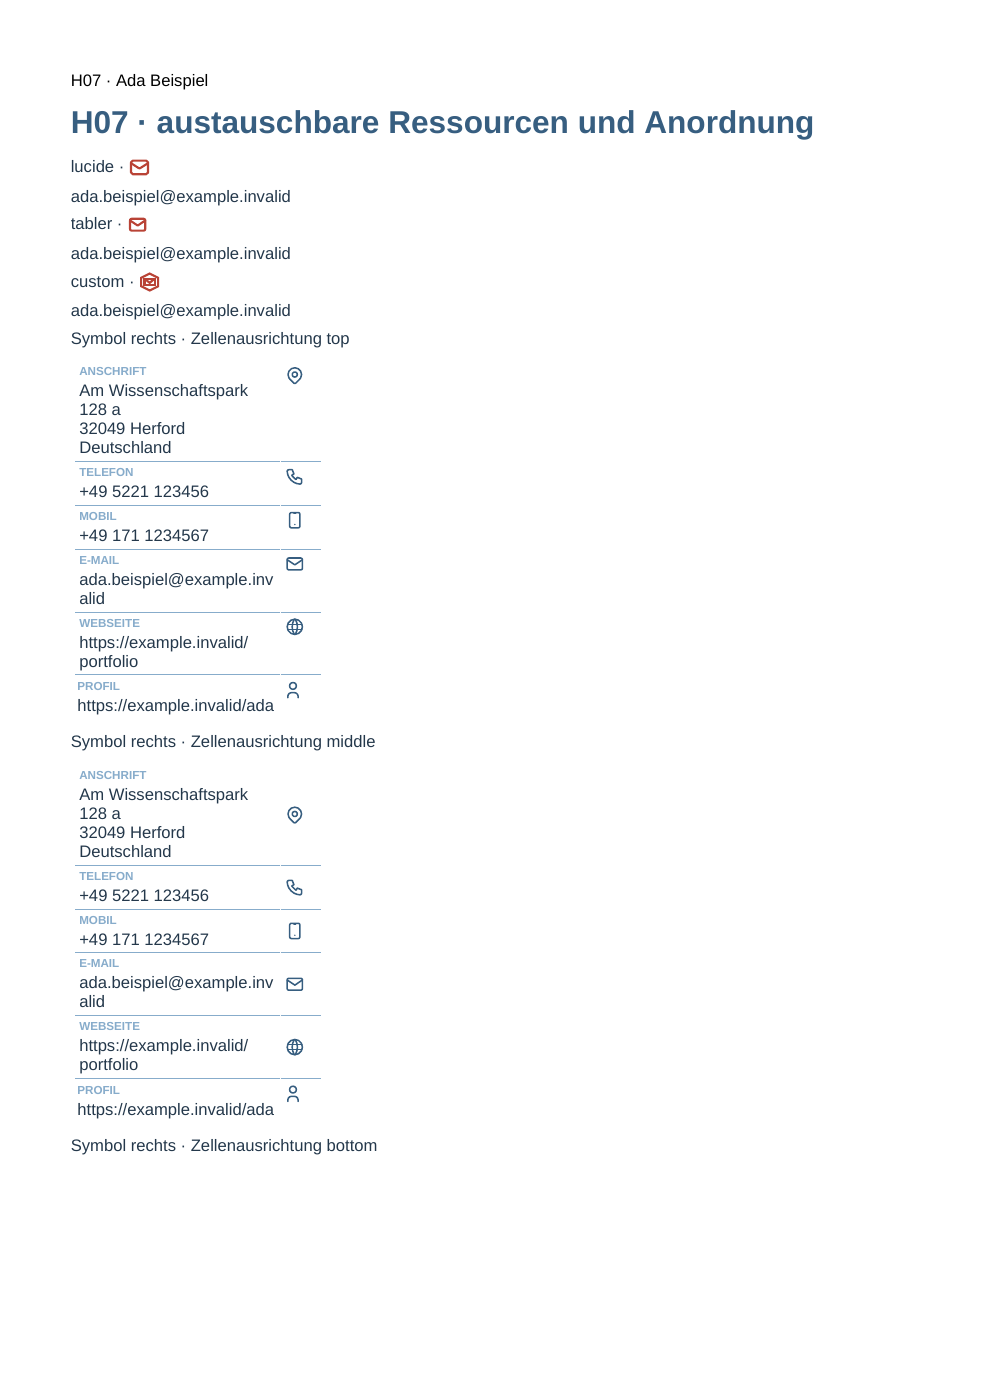 H07 · Ada Beispiel
H07 · austauschbare Ressourcen und Anordnung
lucide ·
ada.beispiel@example.invalid
tabler ·
ada.beispiel@example.invalid
custom ·
ada.beispiel@example.invalid
Symbol rechts · Zellenausrichtung top
ANSCHRIFT
Am Wissenschaftspark
128 a
32049 Herford
Deutschland
TELEFON
+49 5221 123456
MOBIL
+49 171 1234567
E-MAIL
ada.beispiel@example.inv
alid
WEBSEITE
https://example.invalid/
portfolio
PROFIL
https://example.invalid/ada
Symbol rechts · Zellenausrichtung middle
ANSCHRIFT
Am Wissenschaftspark
128 a
32049 Herford
Deutschland
TELEFON
+49 5221 123456
MOBIL
+49 171 1234567
E-MAIL
ada.beispiel@example.inv
alid
WEBSEITE
https://example.invalid/
portfolio
PROFIL
https://example.invalid/ada
Symbol rechts · Zellenausrichtung bottom